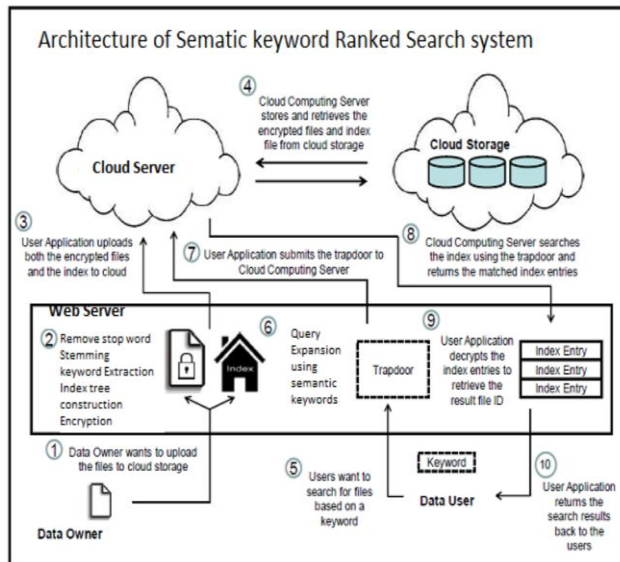 Architecture of Sematic keyword Ranked Search system
4
Cloud Computing Server
stores and retrieves the
encrypted files and index
file from cloud storage
Cloud Server
Cloud Storage
3
User Application uploads
both the encrypted files
and the index to cloud
7
User Application submits the trapdoor to
Cloud Computing Server
8
Cloud Computing Server searches
the index using the trapdoor and
returns the matched index entries
Web Server
2
Remove stop word
Stemming
keyword Extraction
Index tree
construction
Encryption
Index
6
Query
Expansion
using
semantic
keywords
Trapdoor
9
User Application
decrypts the
index entries to
retrieve the
result file ID
Index Entry
Index Entry
Index Entry
1
Data Owner wants to upload
the files to cloud storage
Data Owner
5
Users want to
search for files
based on a
keyword
Keyword
Data User
10
User Application
returns the
search results
back to the
users